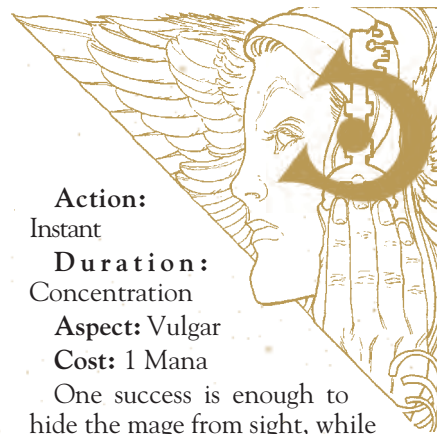 Action:
Instant
Duration:
Concentration
Aspect: Vulgar
Cost: 1 Mana
One success is enough to
hide the mage from sight, while